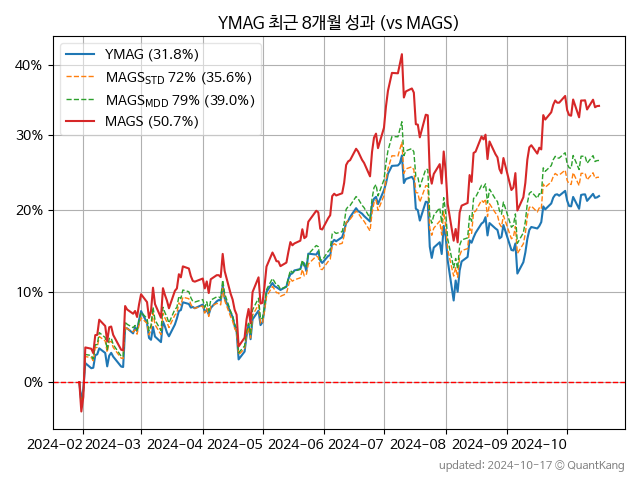 YMAG 최근 8개월 성과 (vs MAGS)
YMAG (31.8%)
MAGS_STD 72% (35.6%)
MAGS_MDD 79% (39.0%)
MAGS (50.7%)
40%
30%
20%
10%
0%
2024-02 2024-03 2024-04 2024-05 2024-06 2024-07 2024-08 2024-09 2024-10
updated: 2024-10-17 © QuantKang